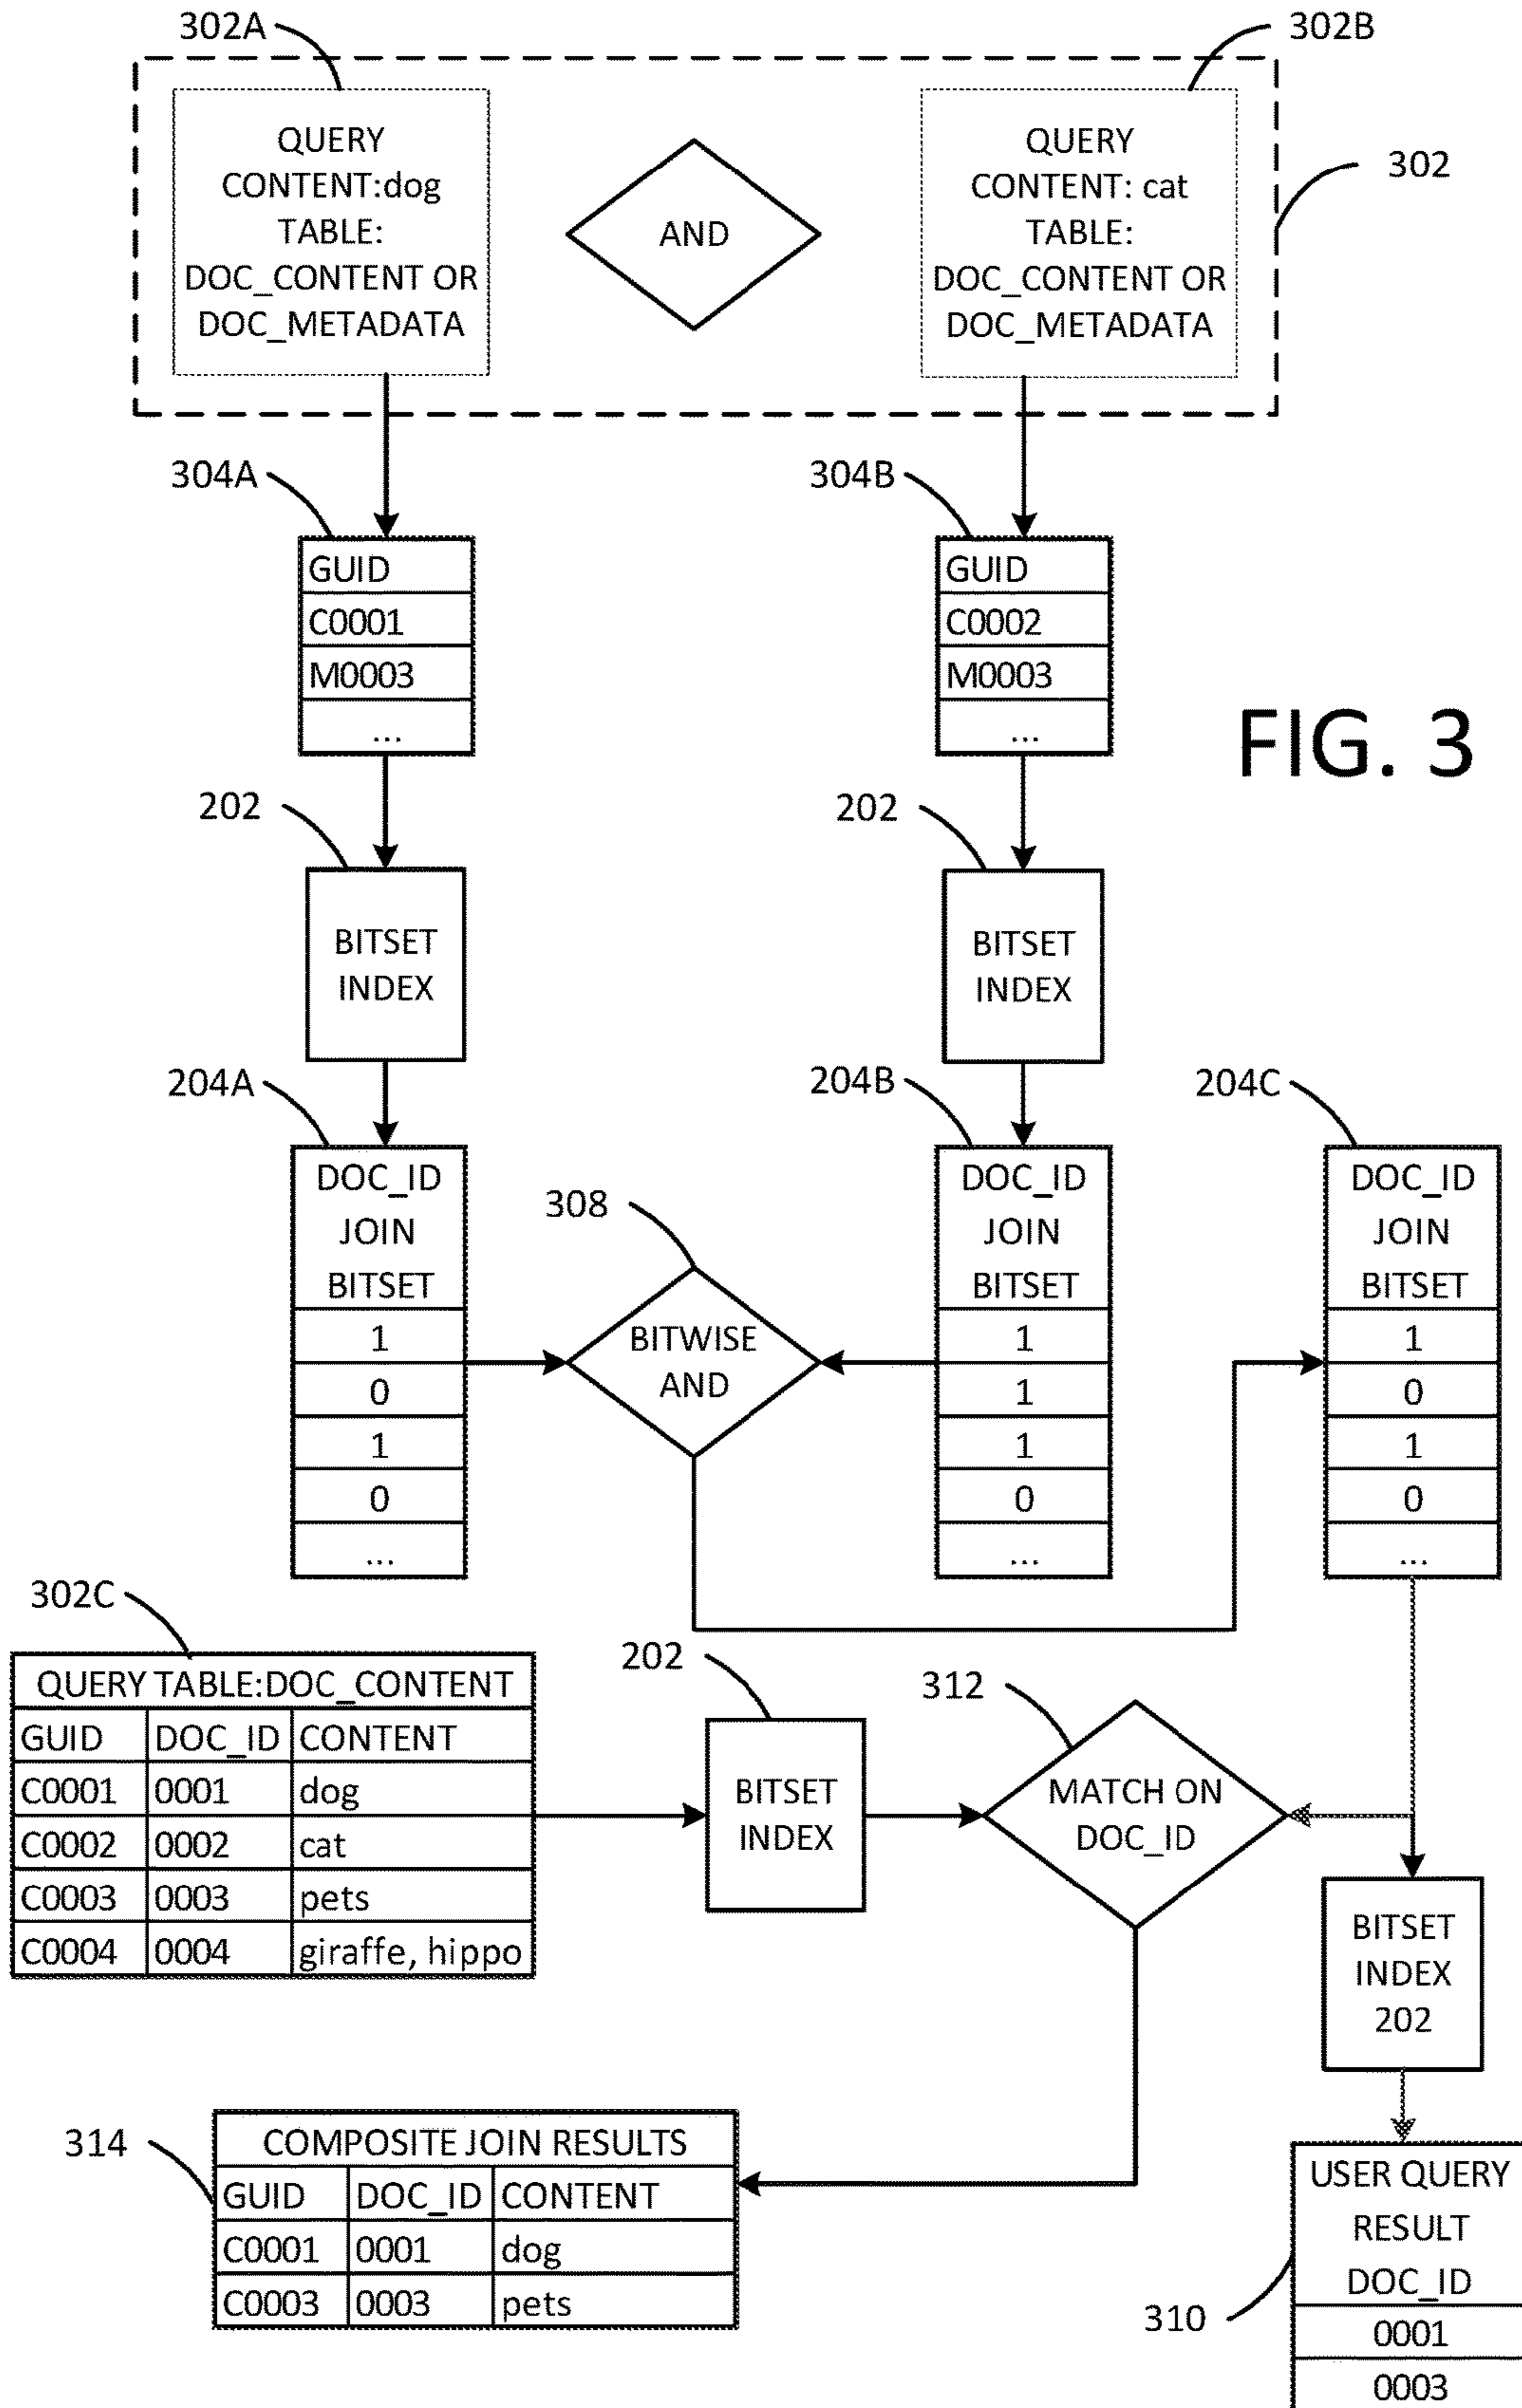 302A
302B
QUERY
CONTENT:dog
TABLE:
DOC_CONTENT OR
DOC_METADATA
AND
QUERY
CONTENT: cat
TABLE:
DOC_CONTENT OR
DOC_METADATA
302
304A
304B
GUID
C0001
M0003
...
GUID
C0002
M0003
...
FIG. 3
202
202
BITSET
INDEX
BITSET
INDEX
204A
204B
204C
DOC_ID
JOIN
BITSET
1
0
1
0
...
308
BITWISE
AND
DOC_ID
JOIN
BITSET
1
1
1
0
...
DOC_ID
JOIN
BITSET
1
0
1
0
...
302C
QUERY TABLE:DOC_CONTENT
GUID DOC_ID CONTENT
C0001 0001 dog
C0002 0002 cat
C0003 0003 pets
C0004 0004 giraffe, hippo
202
BITSET
INDEX
312
MATCH ON
DOC_ID
BITSET
INDEX
202
314
COMPOSITE JOIN RESULTS
GUID DOC_ID CONTENT
C0001 0001 dog
C0003 0003 pets
310
USER QUERY
RESULT
DOC_ID
0001
0003